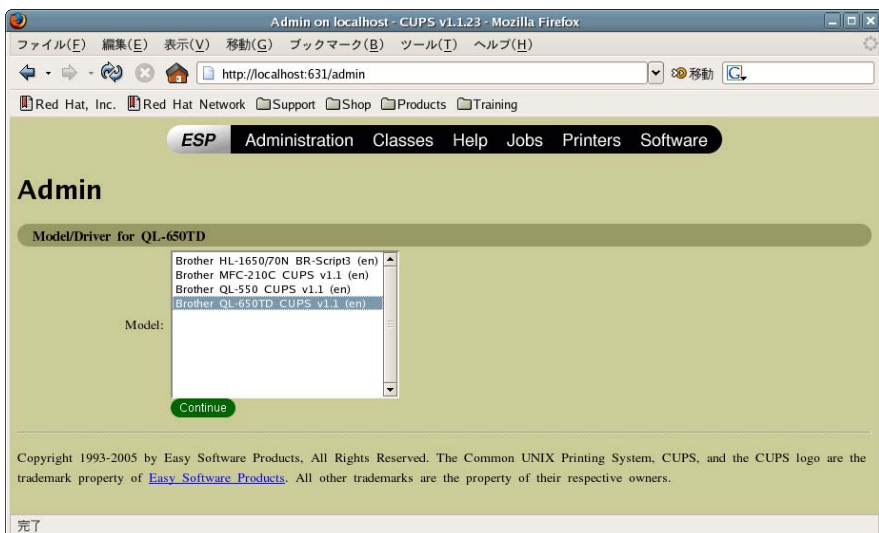 Admin on localhost - CUPS v1.1.23 - Mozilla Firefox
ファイル(F) 編集(E) 表示(V) 移動(G) ブックマーク(B) ツール(T) ヘルプ(H)
http://localhost:631/admin 移動 G
Red Hat, Inc. Red Hat Network Support Shop Products Training
ESP Administration Classes Help Jobs Printers Software
Admin
Model/Driver for QL-650TD
Brother HL-1650/70N BR-Script3 (en)
Brother MFC-210C CUPS v1.1 (en)
Brother QL-550 CUPS v1.1 (en)
Brother QL-650TD CUPS v1.1 (en)
Model:
Continue
Copyright 1993-2005 by Easy Software Products, All Rights Reserved. The Common UNIX Printing System, CUPS, and the CUPS logo are the
trademark property of Easy Software Products. All other trademarks are the property of their respective owners.
完了